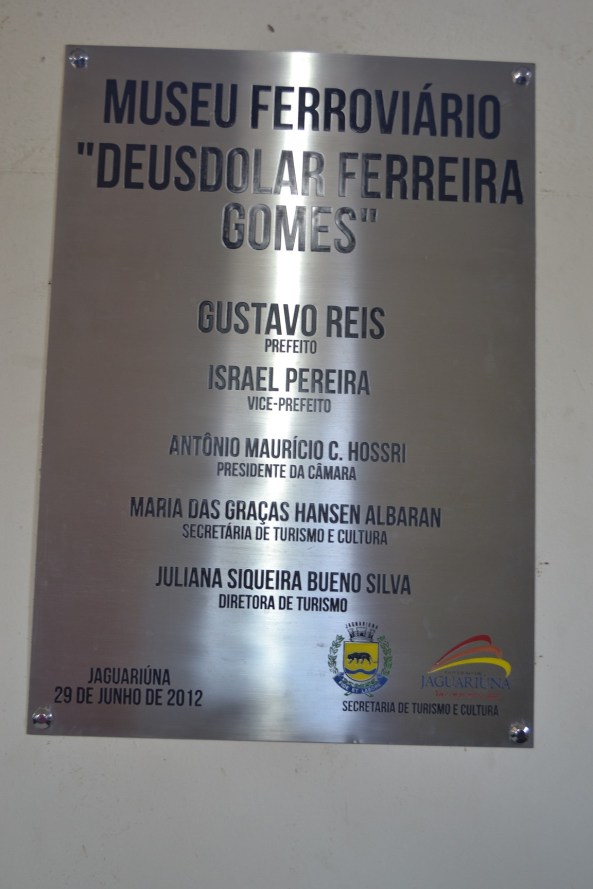 MUSEU FERROVIÁRIO
"DEUSDOLAR FERREIRA
GOMES"
GUSTAVO REIS
PREFEITO
ISRAEL PEREIRA
VICE-PREFEITO
ANTÔNIO MAURÍCIO C. HOSSRI
PRESIDENTE DA CÂMARA
MARIA DAS GRAÇAS HANSEN ALBARAN
SECRETÁRIA DE TURISMO E CULTURA
JULIANA SIQUEIRA BUENO SILVA
DIRETORA DE TURISMO
JAGUARIÚNA
29 DE JUNHO DE 2012
JAGUARIÚNA
JAGUARIÚNA
SECRETARIA DE TURISMO E CULTURA